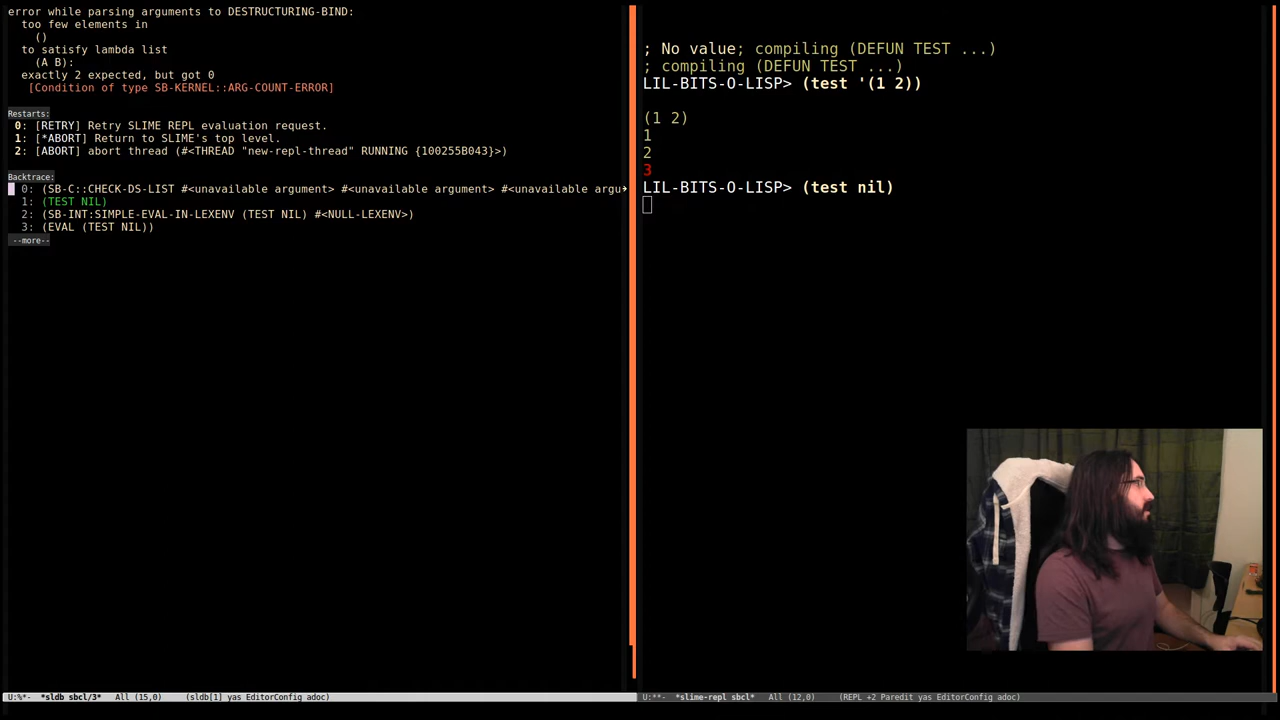 error while parsing arguments to DESTRUCTURING-BIND:
too few elements in
()
to satisfy lambda list
(A B):
exactly 2 expected, but got 0
[Condition of type SB-KERNEL::ARG-COUNT-ERROR]
Restarts:
0: [RETRY] Retry SLIME REPL evaluation request.
1: [*ABORT] Return to SLIME's top level.
2: [ABORT] abort thread (#<THREAD "new-repl-thread" RUNNING {100255B043}>)
Backtrace:
0: (SB-C::CHECK-DS-LIST #<unavailable argument> #<unavailable argument> #<unavailable argu
1: (TEST NIL)
2: (SB-INT:SIMPLE-EVAL-IN-LEXENV (TEST NIL) #<NULL-LEXENV>)
3: (EVAL (TEST NIL))
--more--
U:%*- *sldb sbcl/3* All (15,0) (sldb[1] yas EditorConfig adoc)
; No value; compiling (DEFUN TEST ...)
; compiling (DEFUN TEST ...)
LIL-BITS-O-LISP> (test '(1 2))
(1 2)
1
2
3
LIL-BITS-O-LISP> (test nil)
U:**- *slime-repl sbcl* All (12,0) (REPL +2 Paredit yas EditorConfig adoc)